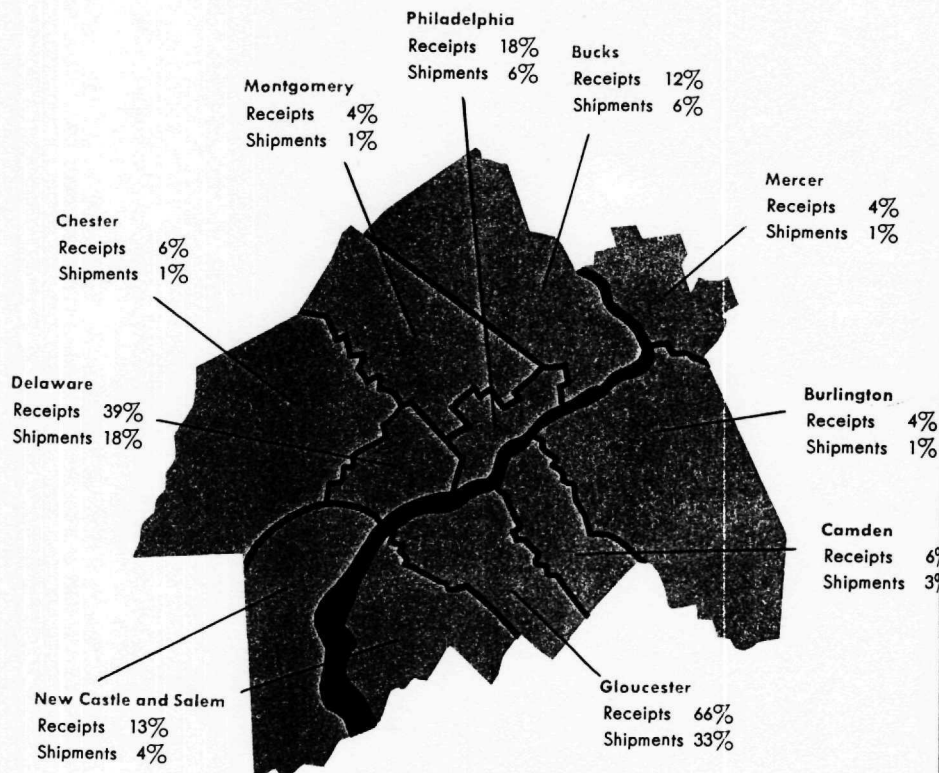 Philadelphia
Receipts 18%
Shipments 6%
Bucks
Receipts 12%
Shipments 6%
Montgomery
Receipts 4%
Shipments 1%
Mercer
Receipts 4%
Shipments 1%
Chester
Receipts 6%
Shipments 1%
Delaware
Receipts 39%
Shipments 18%
Burlington
Receipts 4%
Shipments 1%
Camden
Receipts 6%
Shipments 3%
New Castle and Salem
Receipts 13%
Shipments 4%
Gloucester
Receipts 66%
Shipments 33%